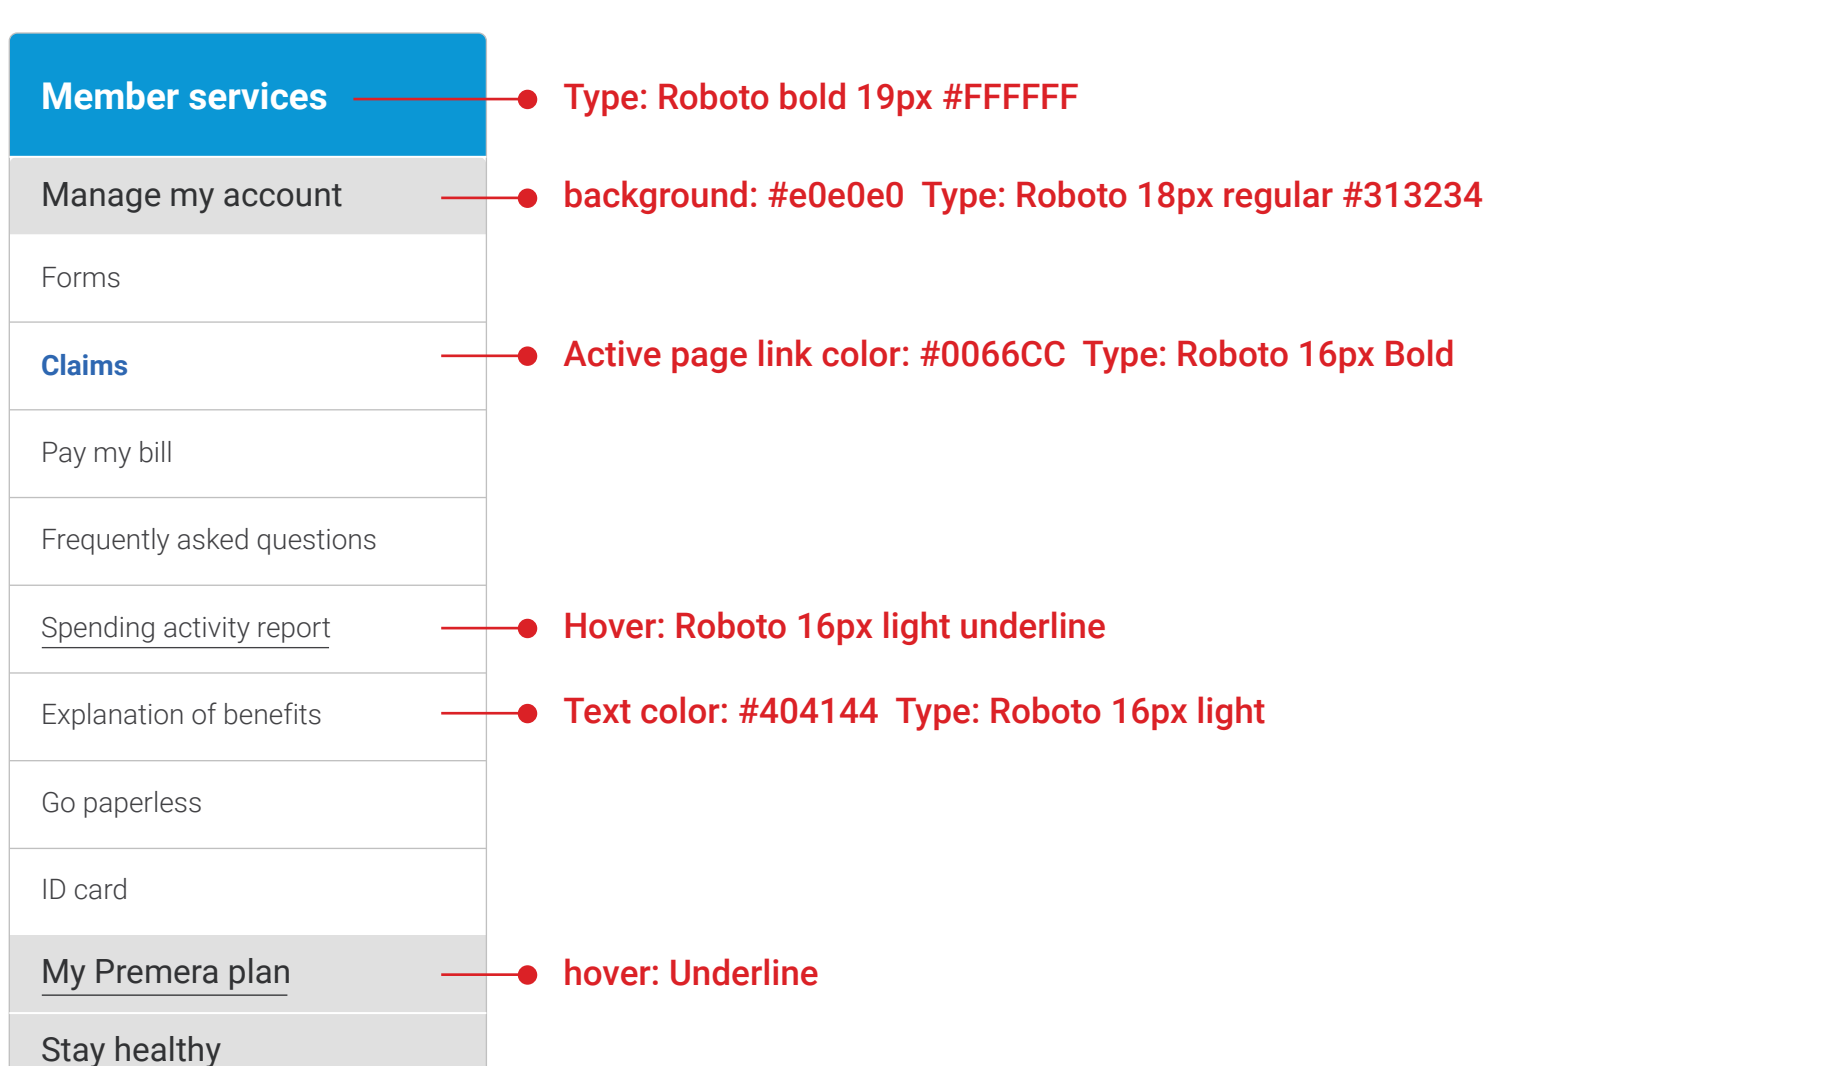 Member services
Type: Roboto bold 19px #FFFFFF
Manage my account
background: #e0e0e0  Type: Roboto 18px regular #313234
Forms
Claims
Active page link color: #0066CC  Type: Roboto 16px Bold
Pay my bill
Frequently asked questions
Spending activity report
Hover: Roboto 16px light underline
Explanation of benefits
Text color: #404144  Type: Roboto 16px light
Go paperless
ID card
My Premera plan
hover: Underline
Stay healthy